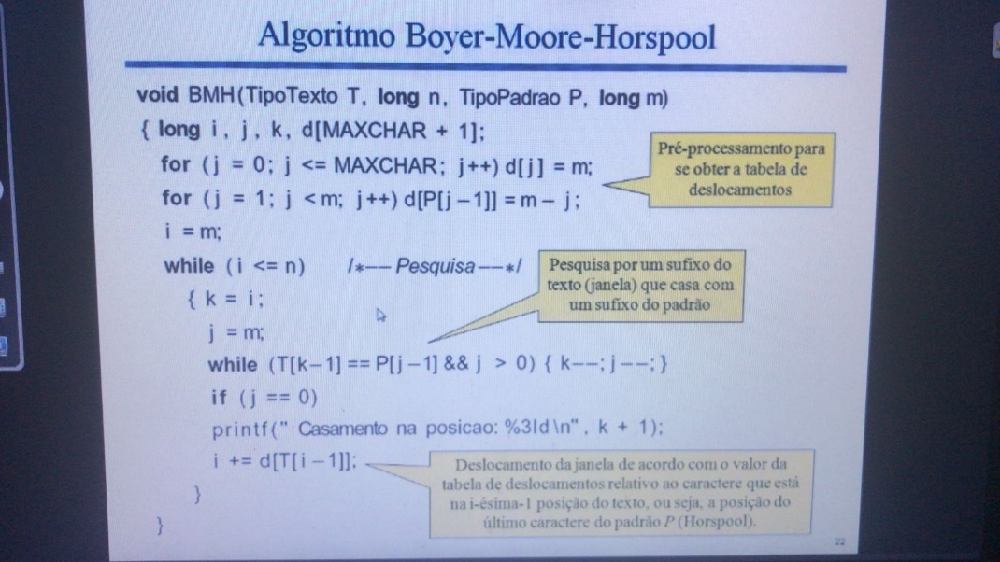 Algoritmo Boyer-Moore-Horspool
void BMH(TipoTexto T, long n, TipoPadrao P, long m)
{ long i, j, k, d[MAXCHAR + 1];
for (j = 0; j <= MAXCHAR; j++) d[j] = m;
for (j = 1; j < m; j++) d[P[j-1]] = m - j;
Pré-processamento para
se obter a tabela de
deslocamentos
i = m;
while (i <= n) /*-- Pesquisa --*/
{ k = i;
j = m;
Pesquisa por um sufixo do
texto (janela) que casa com
um sufixo do padrão
while (T[k-1] == P[j-1] && j > 0) { k--; j--; }
if (j == 0)
printf(" Casamento na posicao: %3ld\n", k + 1);
i += d[T[i-1]];
Deslocamento da janela de acordo com o valor da
tabela de deslocamentos relativo ao caractere que está
na i-ésima-1 posição do texto, ou seja, a posição do
último caractere do padrão P (Horspool).
}
}
22